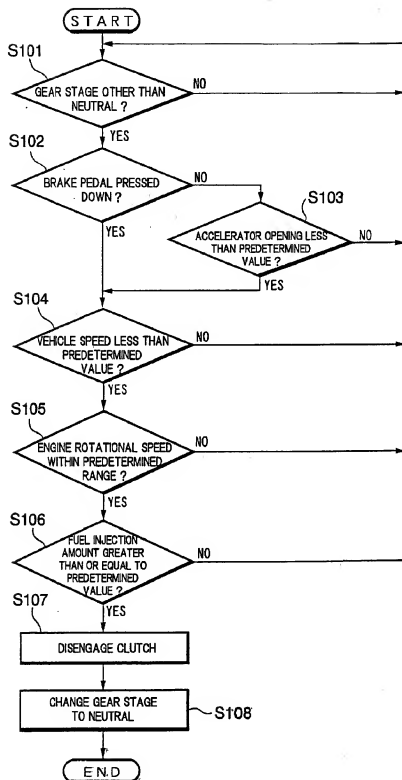 START
S101
GEAR STAGE OTHER THAN
NEUTRAL ?
NO
YES
S102
BRAKE PEDAL PRESSED
DOWN ?
NO
YES
S103
ACCELERATOR OPENING LESS
THAN PREDETERMINED
VALUE ?
NO
YES
S104
VEHICLE SPEED LESS THAN
PREDETERMINED
VALUE ?
NO
YES
S105
ENGINE ROTATIONAL SPEED
WITHIN PREDETERMINED
RANGE ?
NO
YES
S106
FUEL INJECTION
AMOUNT GREATER
THAN OR EQUAL TO
PREDETERMINED
VALUE ?
NO
YES
S107
DISENGAGE CLUTCH
CHANGE GEAR STAGE
TO NEUTRAL
S108
END